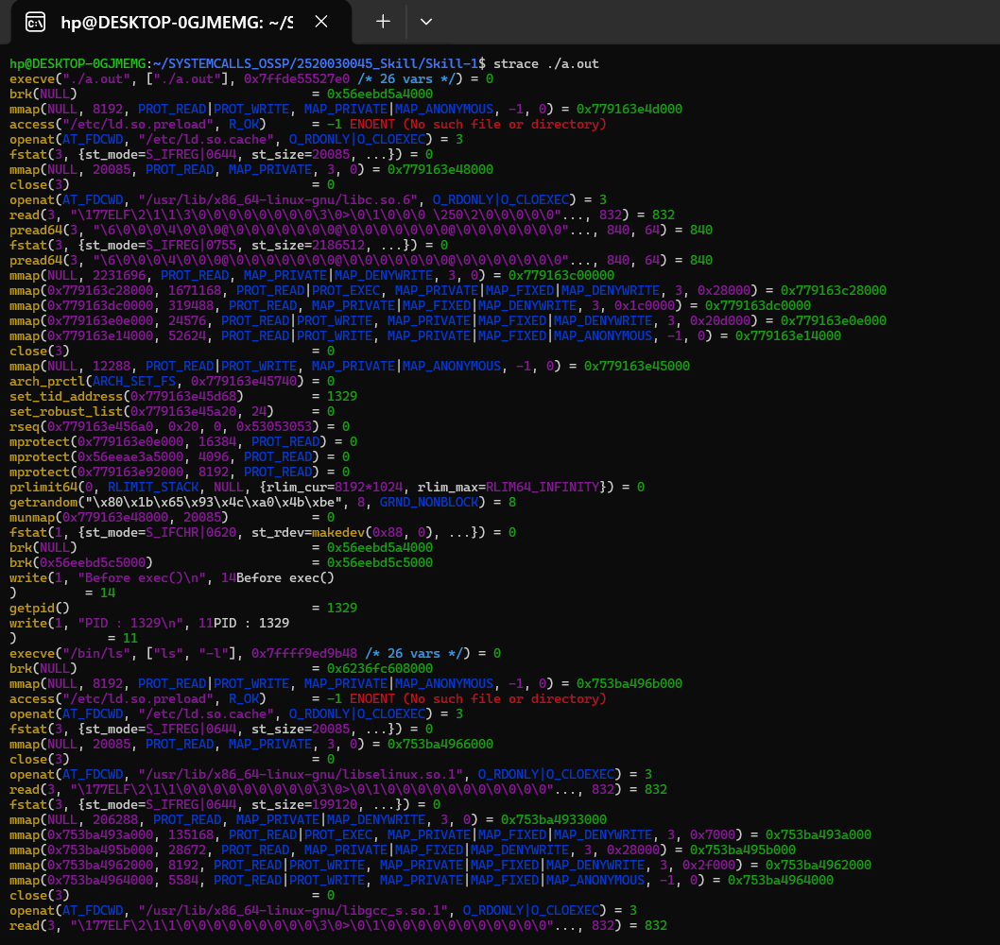 hp@DESKTOP-0GJMEMG: ~/S
hp@DESKTOP-0GJMEMG:~/SYSTEMCALLS_OSSP/2520030045_Skill/Skill-1$ strace ./a.out
execve("./a.out", ["./a.out"], 0x7ffde55527e0 /* 26 vars */) = 0
brk(NULL)                               = 0x56eebd5a4000
mmap(NULL, 8192, PROT_READ|PROT_WRITE, MAP_PRIVATE|MAP_ANONYMOUS, -1, 0) = 0x779163e4d000
access("/etc/ld.so.preload", R_OK)      = -1 ENOENT (No such file or directory)
openat(AT_FDCWD, "/etc/ld.so.cache", O_RDONLY|O_CLOEXEC) = 3
fstat(3, {st_mode=S_IFREG|0644, st_size=20085, ...}) = 0
mmap(NULL, 20085, PROT_READ, MAP_PRIVATE, 3, 0) = 0x779163e48000
close(3)                                = 0
openat(AT_FDCWD, "/usr/lib/x86_64-linux-gnu/libc.so.6", O_RDONLY|O_CLOEXEC) = 3
read(3, "\177ELF\2\1\1\3\0\0\0\0\0\0\0\0\3\0>\0\1\0\0\0 \250\2\0\0\0\0\0"..., 832) = 832
pread64(3, "\6\0\0\0\4\0\0\0@\0\0\0\0\0\0\0@\0\0\0\0\0\0\0@\0\0\0\0\0\0\0"..., 840, 64) = 840
fstat(3, {st_mode=S_IFREG|0755, st_size=2186512, ...}) = 0
pread64(3, "\6\0\0\0\4\0\0\0@\0\0\0\0\0\0\0@\0\0\0\0\0\0\0@\0\0\0\0\0\0\0"..., 840, 64) = 840
mmap(NULL, 2231696, PROT_READ, MAP_PRIVATE|MAP_DENYWRITE, 3, 0) = 0x779163c00000
mmap(0x779163c28000, 1671168, PROT_READ|PROT_EXEC, MAP_PRIVATE|MAP_FIXED|MAP_DENYWRITE, 3, 0x28000) = 0x779163c28000
mmap(0x779163dc0000, 319488, PROT_READ, MAP_PRIVATE|MAP_FIXED|MAP_DENYWRITE, 3, 0x1c0000) = 0x779163dc0000
mmap(0x779163e0e000, 24576, PROT_READ|PROT_WRITE, MAP_PRIVATE|MAP_FIXED|MAP_DENYWRITE, 3, 0x20d000) = 0x779163e0e000
mmap(0x779163e14000, 52624, PROT_READ|PROT_WRITE, MAP_PRIVATE|MAP_FIXED|MAP_ANONYMOUS, -1, 0) = 0x779163e14000
close(3)                                = 0
mmap(NULL, 12288, PROT_READ|PROT_WRITE, MAP_PRIVATE|MAP_ANONYMOUS, -1, 0) = 0x779163e45000
arch_prctl(ARCH_SET_FS, 0x779163e45740) = 0
set_tid_address(0x779163e45d68)         = 1329
set_robust_list(0x779163e45a20, 24)     = 0
rseq(0x779163e456a0, 0x20, 0, 0x53053053) = 0
mprotect(0x779163e0e000, 16384, PROT_READ) = 0
mprotect(0x56eeae3a5000, 4096, PROT_READ) = 0
mprotect(0x779163e92000, 8192, PROT_READ) = 0
prlimit64(0, RLIMIT_STACK, NULL, {rlim_cur=8192*1024, rlim_max=RLIM64_INFINITY}) = 0
getrandom("\x80\x1b\x65\x93\x4c\xa0\x4b\xbe", 8, GRND_NONBLOCK) = 8
munmap(0x779163e48000, 20085)           = 0
fstat(1, {st_mode=S_IFCHR|0620, st_rdev=makedev(0x88, 0), ...}) = 0
brk(NULL)                               = 0x56eebd5a4000
brk(0x56eebd5c5000)                     = 0x56eebd5c5000
write(1, "Before exec()\n", 14Before exec()
)         = 14
getpid()                                = 1329
write(1, "PID : 1329\n", 11PID : 1329
)            = 11
execve("/bin/ls", ["ls", "-l"], 0x7ffff9ed9b48 /* 26 vars */) = 0
brk(NULL)                               = 0x6236fc608000
mmap(NULL, 8192, PROT_READ|PROT_WRITE, MAP_PRIVATE|MAP_ANONYMOUS, -1, 0) = 0x753ba496b000
access("/etc/ld.so.preload", R_OK)      = -1 ENOENT (No such file or directory)
openat(AT_FDCWD, "/etc/ld.so.cache", O_RDONLY|O_CLOEXEC) = 3
fstat(3, {st_mode=S_IFREG|0644, st_size=20085, ...}) = 0
mmap(NULL, 20085, PROT_READ, MAP_PRIVATE, 3, 0) = 0x753ba4966000
close(3)                                = 0
openat(AT_FDCWD, "/usr/lib/x86_64-linux-gnu/libselinux.so.1", O_RDONLY|O_CLOEXEC) = 3
read(3, "\177ELF\2\1\1\0\0\0\0\0\0\0\0\0\3\0>\0\1\0\0\0\0\0\0\0\0\0\0\0"..., 832) = 832
fstat(3, {st_mode=S_IFREG|0644, st_size=199120, ...}) = 0
mmap(NULL, 206288, PROT_READ, MAP_PRIVATE|MAP_DENYWRITE, 3, 0) = 0x753ba4933000
mmap(0x753ba493a000, 135168, PROT_READ|PROT_EXEC, MAP_PRIVATE|MAP_FIXED|MAP_DENYWRITE, 3, 0x7000) = 0x753ba493a000
mmap(0x753ba495b000, 28672, PROT_READ, MAP_PRIVATE|MAP_FIXED|MAP_DENYWRITE, 3, 0x28000) = 0x753ba495b000
mmap(0x753ba4962000, 8192, PROT_READ|PROT_WRITE, MAP_PRIVATE|MAP_FIXED|MAP_DENYWRITE, 3, 0x2f000) = 0x753ba4962000
mmap(0x753ba4964000, 5584, PROT_READ|PROT_WRITE, MAP_PRIVATE|MAP_FIXED|MAP_ANONYMOUS, -1, 0) = 0x753ba4964000
close(3)                                = 0
openat(AT_FDCWD, "/usr/lib/x86_64-linux-gnu/libgcc_s.so.1", O_RDONLY|O_CLOEXEC) = 3
read(3, "\177ELF\2\1\1\0\0\0\0\0\0\0\0\0\3\0>\0\1\0\0\0\0\0\0\0\0\0\0\0"..., 832) = 832